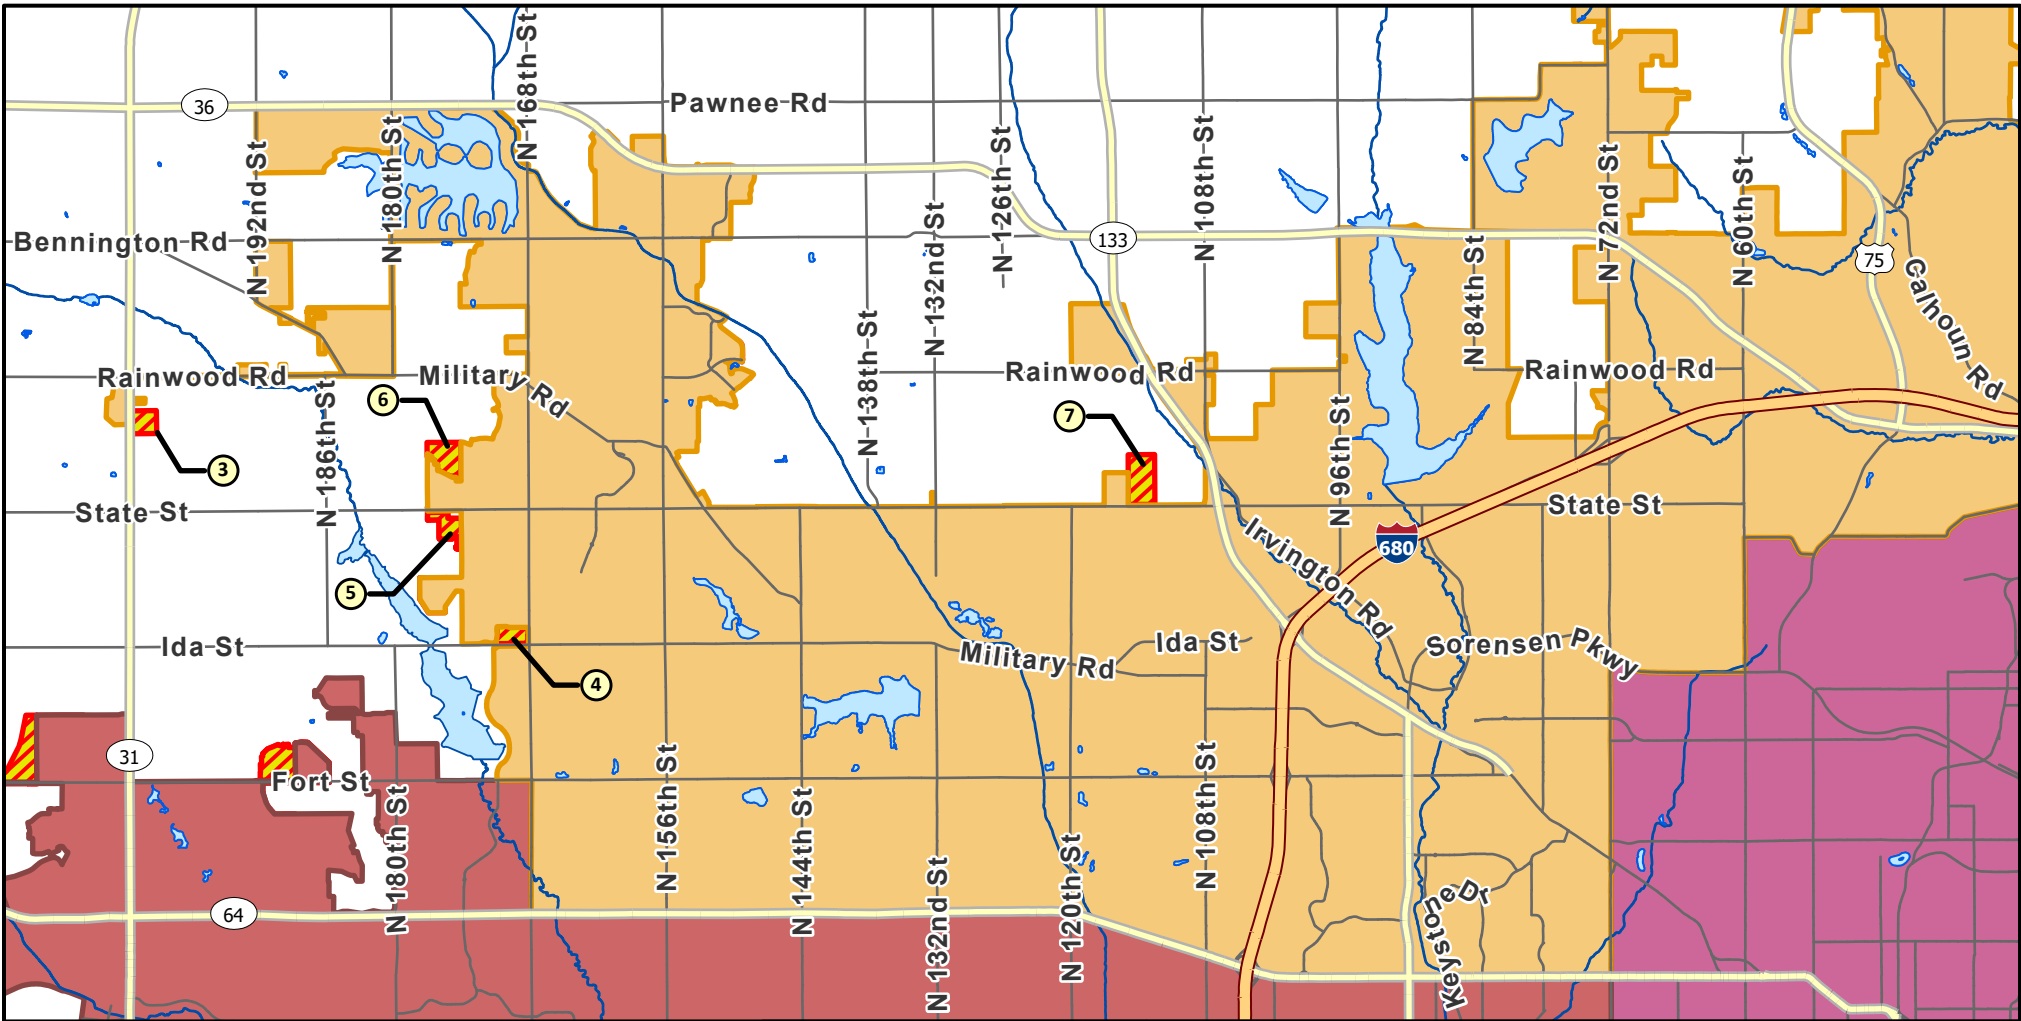 36
Pawnee Rd
N 168th St
N 192nd St
N 180th St
N 126th St
N 108th St
N 132nd St
N 72nd St
N 60th St
Bennington Rd
133
75
N 84th St
Calhoun Rd
N 138th St
Rainwood Rd
Military Rd
Rainwood Rd
Rainwood Rd
6
7
3
N 186th St
N 96th St
State St
State St
680
Irvington Rd
5
Ida St
Military Rd
Ida St
Sorensen Pkwy
4
31
Fort St
N 180th St
N 156th St
N 144th St
N 132nd St
N 120th St
N 108th St
Keystone Dr
64